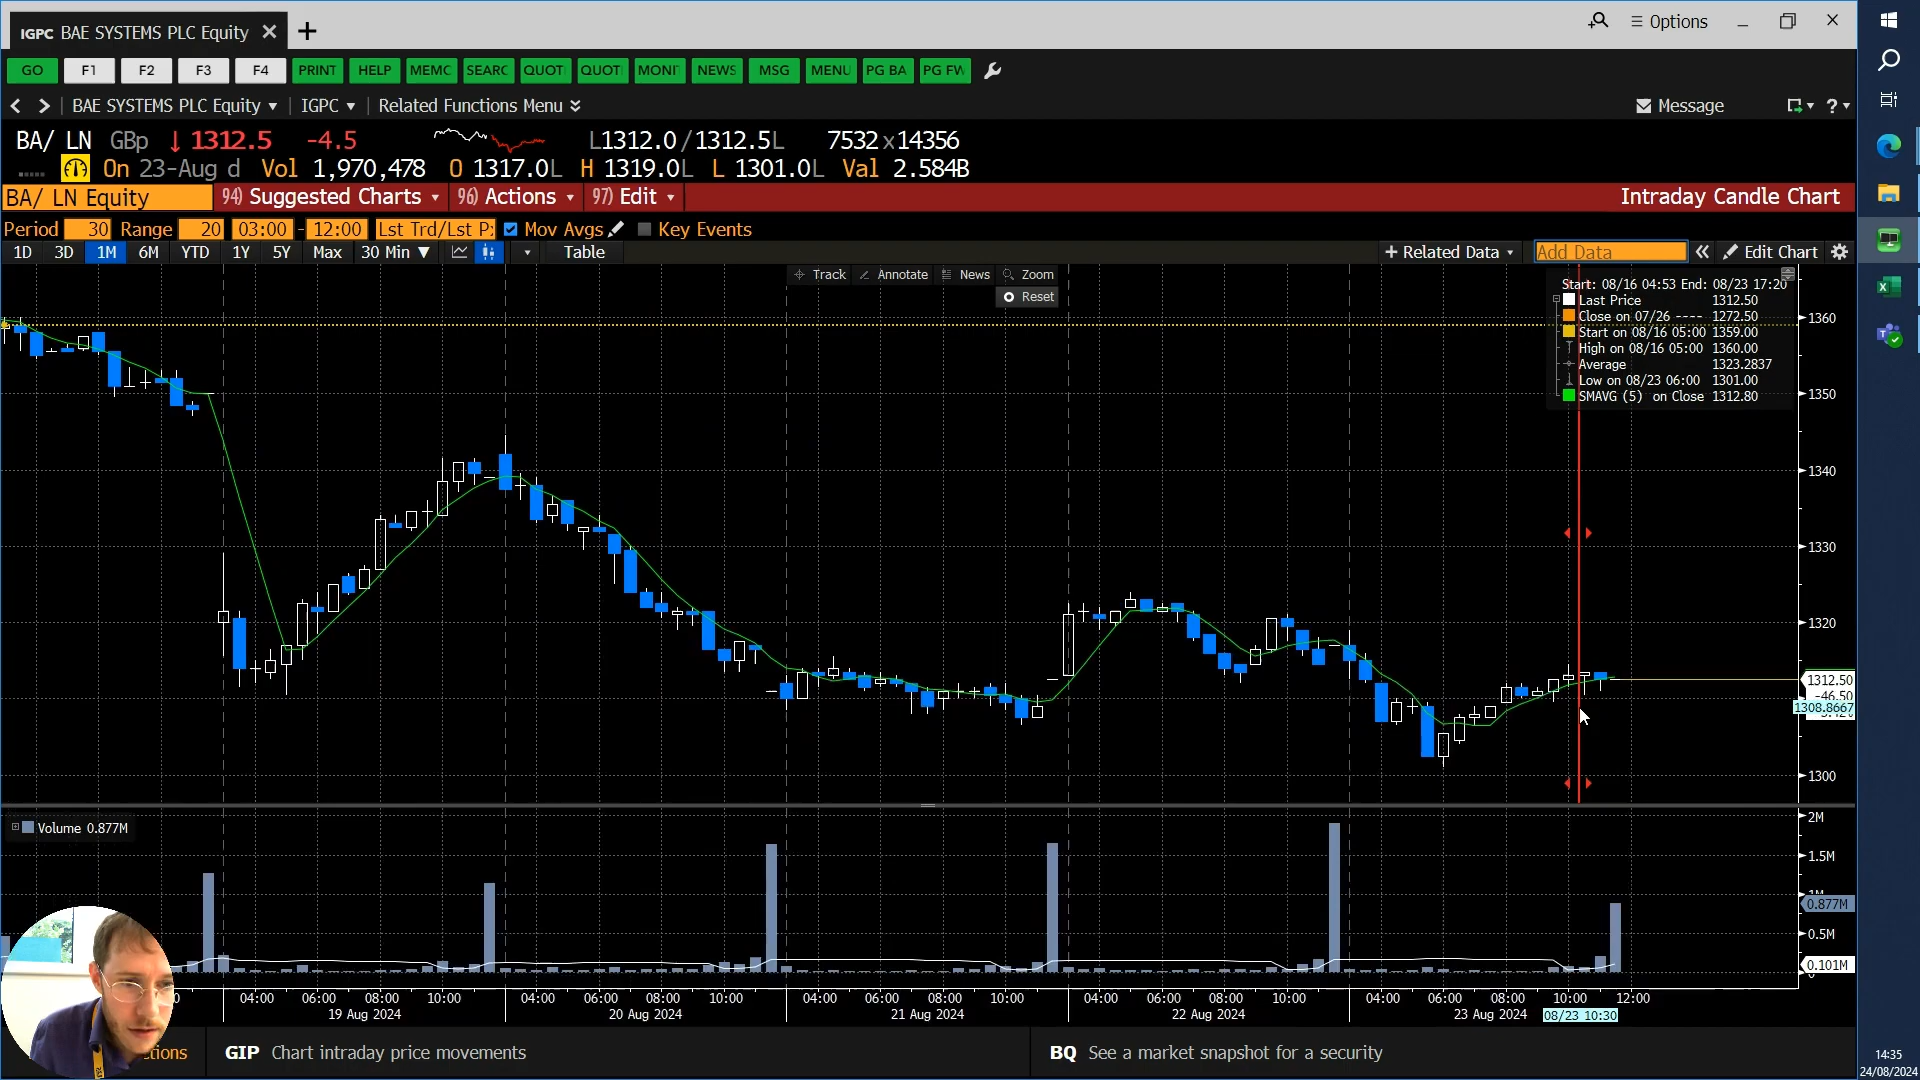 IGPC BAE SYSTEMS PLC Equity
Options
GO F1 F2 F3 F4 PRINT HELP MEMC SEARC QUOT QUOT MONI NEWS MSG MENU PG BA PG FW
BAE SYSTEMS PLC Equity IGPC Related Functions Menu Message ?
BA/ LN GBp ↓ 1312.5 -4.5 L1312.0/1312.5L 7532x14356
On 23-Aug d Vol 1,970,478 O 1317.0L H 1319.0L L 1301.0L Val 2.584B
BA/ LN Equity 94) Suggested Charts 96) Actions 97) Edit Intraday Candle Chart
Period 30 Range 20 03:00 - 12:00 Lst Trd/Lst P: Mov Avgs Key Events
1D 3D 1M 6M YTD 1Y 5Y Max 30 Min Table + Related Data Add Data Edit Chart
Track Annotate News Zoom
Reset
Start: 08/16 04:53 End: 08/23 17:20
Last Price 1312.50
Close on 07/26 ---- 1272.50
Start on 08/16 05:00 1359.00
High on 08/16 05:00 1360.00
Average 1323.2837
Low on 08/23 06:00 1301.00
SMAVG (5) on Close 1312.80
1360
1350
1340
1330
1320
1312.50
-46.50
1308.8667
1300
Volume 0.877M
2M
1.5M
1M
0.877M
0.5M
0.101M
0
04:00 06:00 08:00 10:00 04:00 06:00 08:00 10:00 04:00 06:00 08:00 10:00 04:00 06:00 08:00 10:00 04:00 06:00 08:00 10:00 12:00
19 Aug 2024 20 Aug 2024 21 Aug 2024 22 Aug 2024 23 Aug 2024 08/23 10:30
GIP Chart intraday price movements BQ See a market snapshot for a security
14:35
24/08/2024